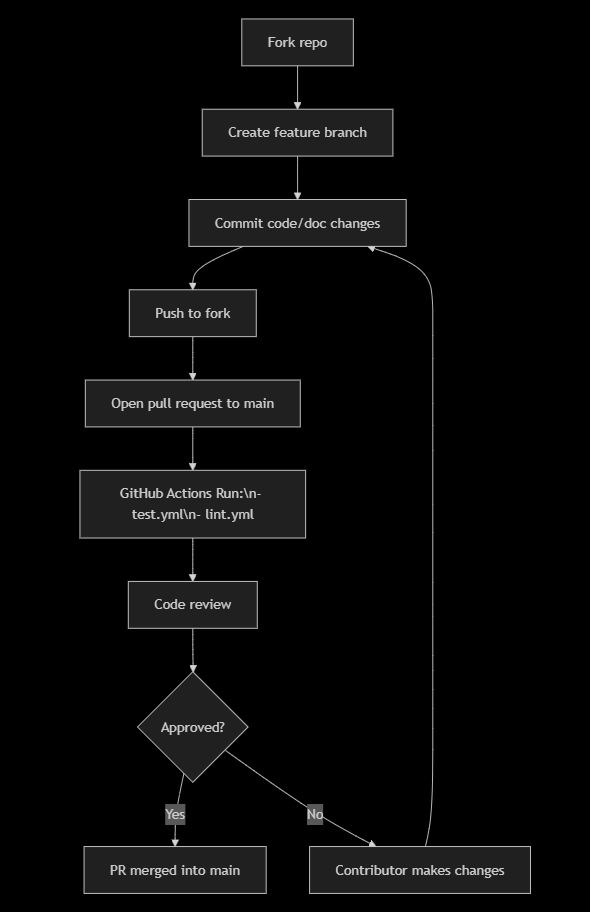 Fork repo
Create feature branch
Commit code/doc changes
Push to fork
Open pull request to main
GitHub Actions Run:\n-
test.yml\n- lint.yml
Code review
Approved?
Yes
No
PR merged into main
Contributor makes changes